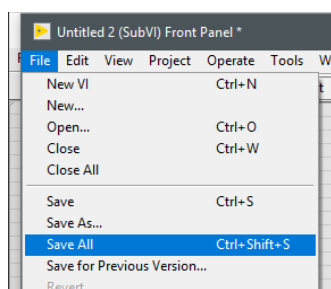 Untitled 2 (SubVI) Front Panel *
File Edit View Project Operate Tools W
New VI Ctrl+N
New...
Open... Ctrl+O
Close Ctrl+W
Close All
Save Ctrl+S
Save As...
Save All Ctrl+Shift+S
Save for Previous Version...
Revert